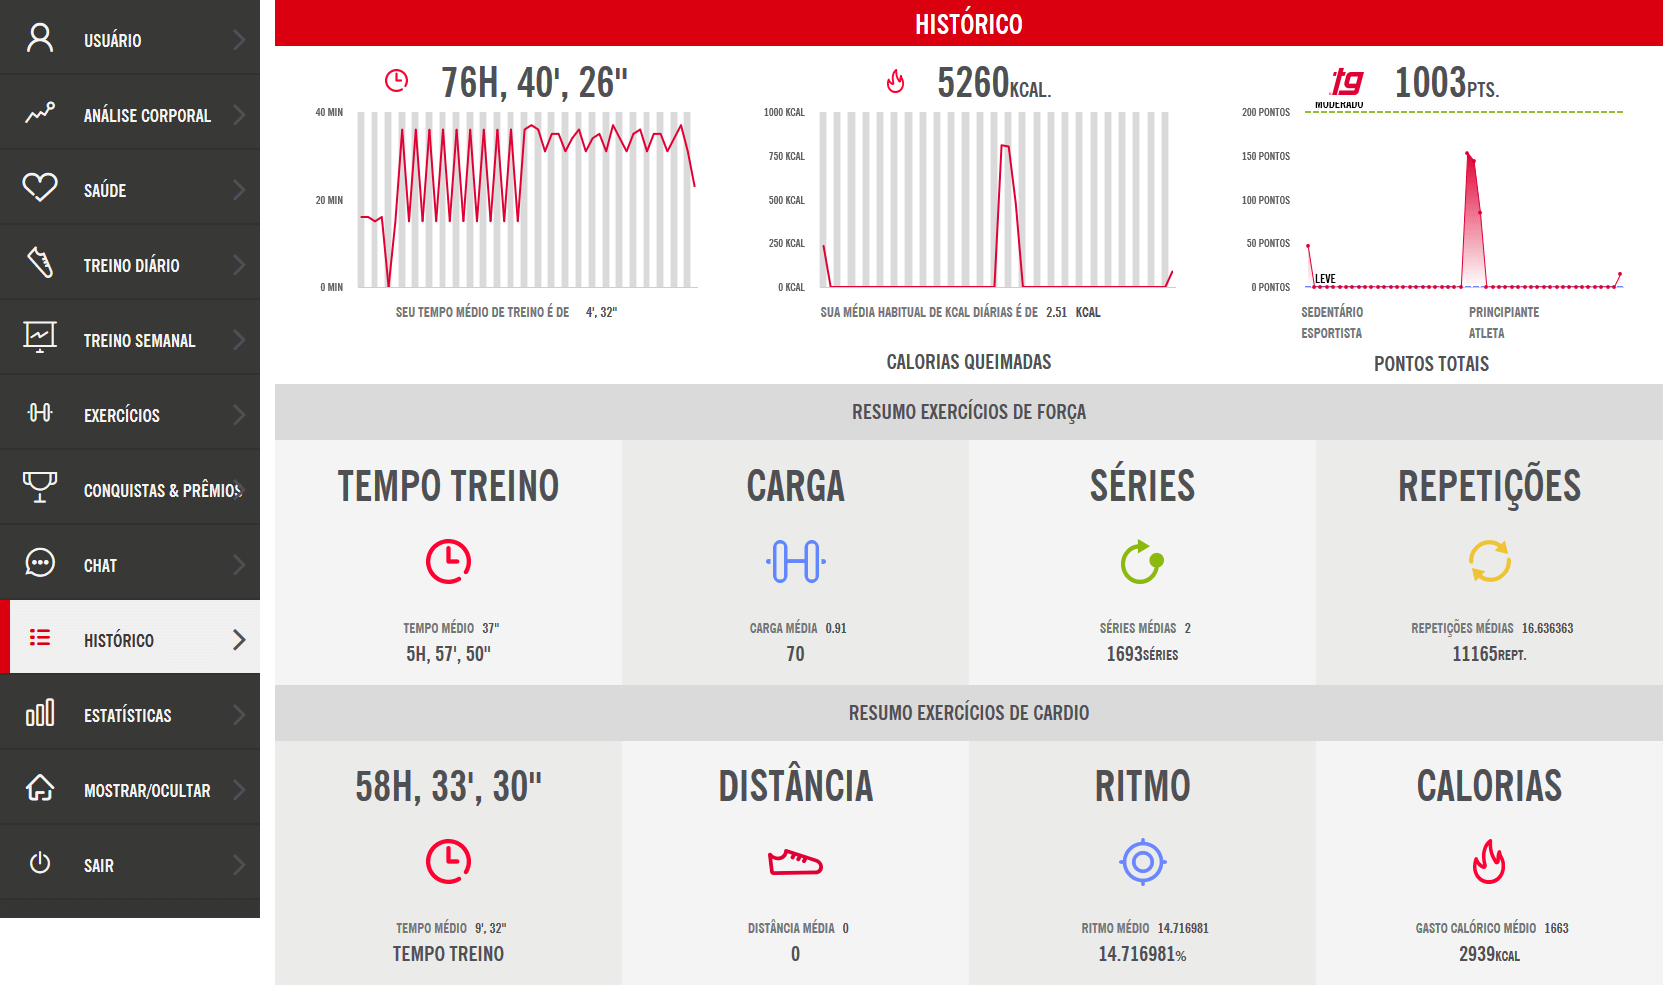 USUÁRIO
ANÁLISE CORPORAL
SAÚDE
TREINO DIÁRIO
TREINO SEMANAL
EXERCÍCIOS
CONQUISTAS & PRÊMIOS
CHAT
HISTÓRICO
ESTATÍSTICAS
MOSTRAR/OCULTAR
SAIR
HISTÓRICO
76H, 40', 26"
40 MIN
20 MIN
0 MIN
SEU TEMPO MÉDIO DE TREINO É DE 4', 32"
5260KCAL.
1000 KCAL
750 KCAL
500 KCAL
250 KCAL
0 KCAL
SUA MÉDIA HABITUAL DE KCAL DIÁRIAS É DE 2.51 KCAL
CALORIAS QUEIMADAS
tg 1003PTS.
MODERADO
200 PONTOS
150 PONTOS
100 PONTOS
50 PONTOS
LEVE
0 PONTOS
SEDENTÁRIO PRINCIPIANTE
ESPORTISTA ATLETA
PONTOS TOTAIS
RESUMO EXERCÍCIOS DE FORÇA
TEMPO TREINO
TEMPO MÉDIO 37"
5H, 57', 50"
CARGA
CARGA MÉDIA 0.91
70
SÉRIES
SÉRIES MÉDIAS 2
1693SÉRIES
REPETIÇÕES
REPETIÇÕES MÉDIAS 16.636363
11165REPT.
RESUMO EXERCÍCIOS DE CARDIO
58H, 33', 30"
TEMPO MÉDIO 9', 32"
TEMPO TREINO
DISTÂNCIA
DISTÂNCIA MÉDIA 0
0
RITMO
RITMO MÉDIO 14.716981
14.716981%
CALORIAS
GASTO CALÓRICO MÉDIO 1663
2939KCAL